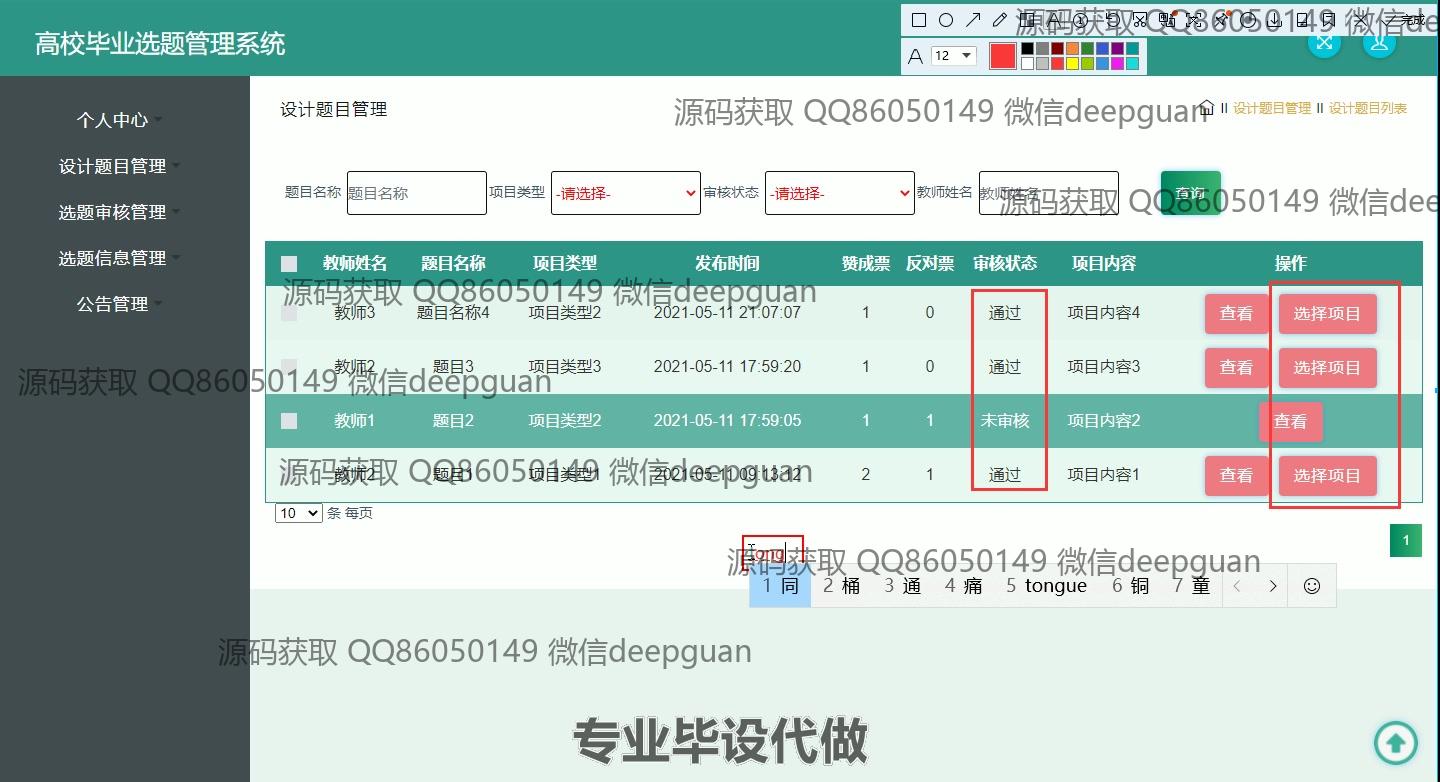 高校毕业选题管理系统
源码获取 QQ86050149 微信de
完成
A 12
个人中心
设计题目管理
选题审核管理
选题信息管理
公告管理
设计题目管理
源码获取 QQ86050149 微信deepguan
II 设计题目管理 II 设计题目列表
题目名称 题目名称 项目类型 -请选择- 审核状态 -请选择- 教师姓名 教师姓名 查询
源码获取 QQ86050149 微信dee
教师姓名 题目名称 项目类型 发布时间 赞成票 反对票 审核状态 项目内容 操作
源码获取 QQ86050149 微信deepguan
教师3 题目名称4 项目类型2 2021-05-11 21:07:07 1 0 通过 项目内容4 查看 选择项目
教师2 题目3 项目类型3 2021-05-11 17:59:20 1 0 通过 项目内容3 查看 选择项目
源码获取 QQ86050149 微信deepguan
教师1 题目2 项目类型2 2021-05-11 17:59:05 1 1 未审核 项目内容2 查看
教师2 题目1 项目类型1 2021-05-11 09:13:12 2 1 通过 项目内容1 查看 选择项目
源码获取 QQ86050149 微信deepguan
10 条 每页
1
tong
源码获取 QQ86050149 微信deepguan
1 同 2 桶 3 通 4 痛 5 tongue 6 铜 7 童
源码获取 QQ86050149 微信deepguan
专业毕设代做